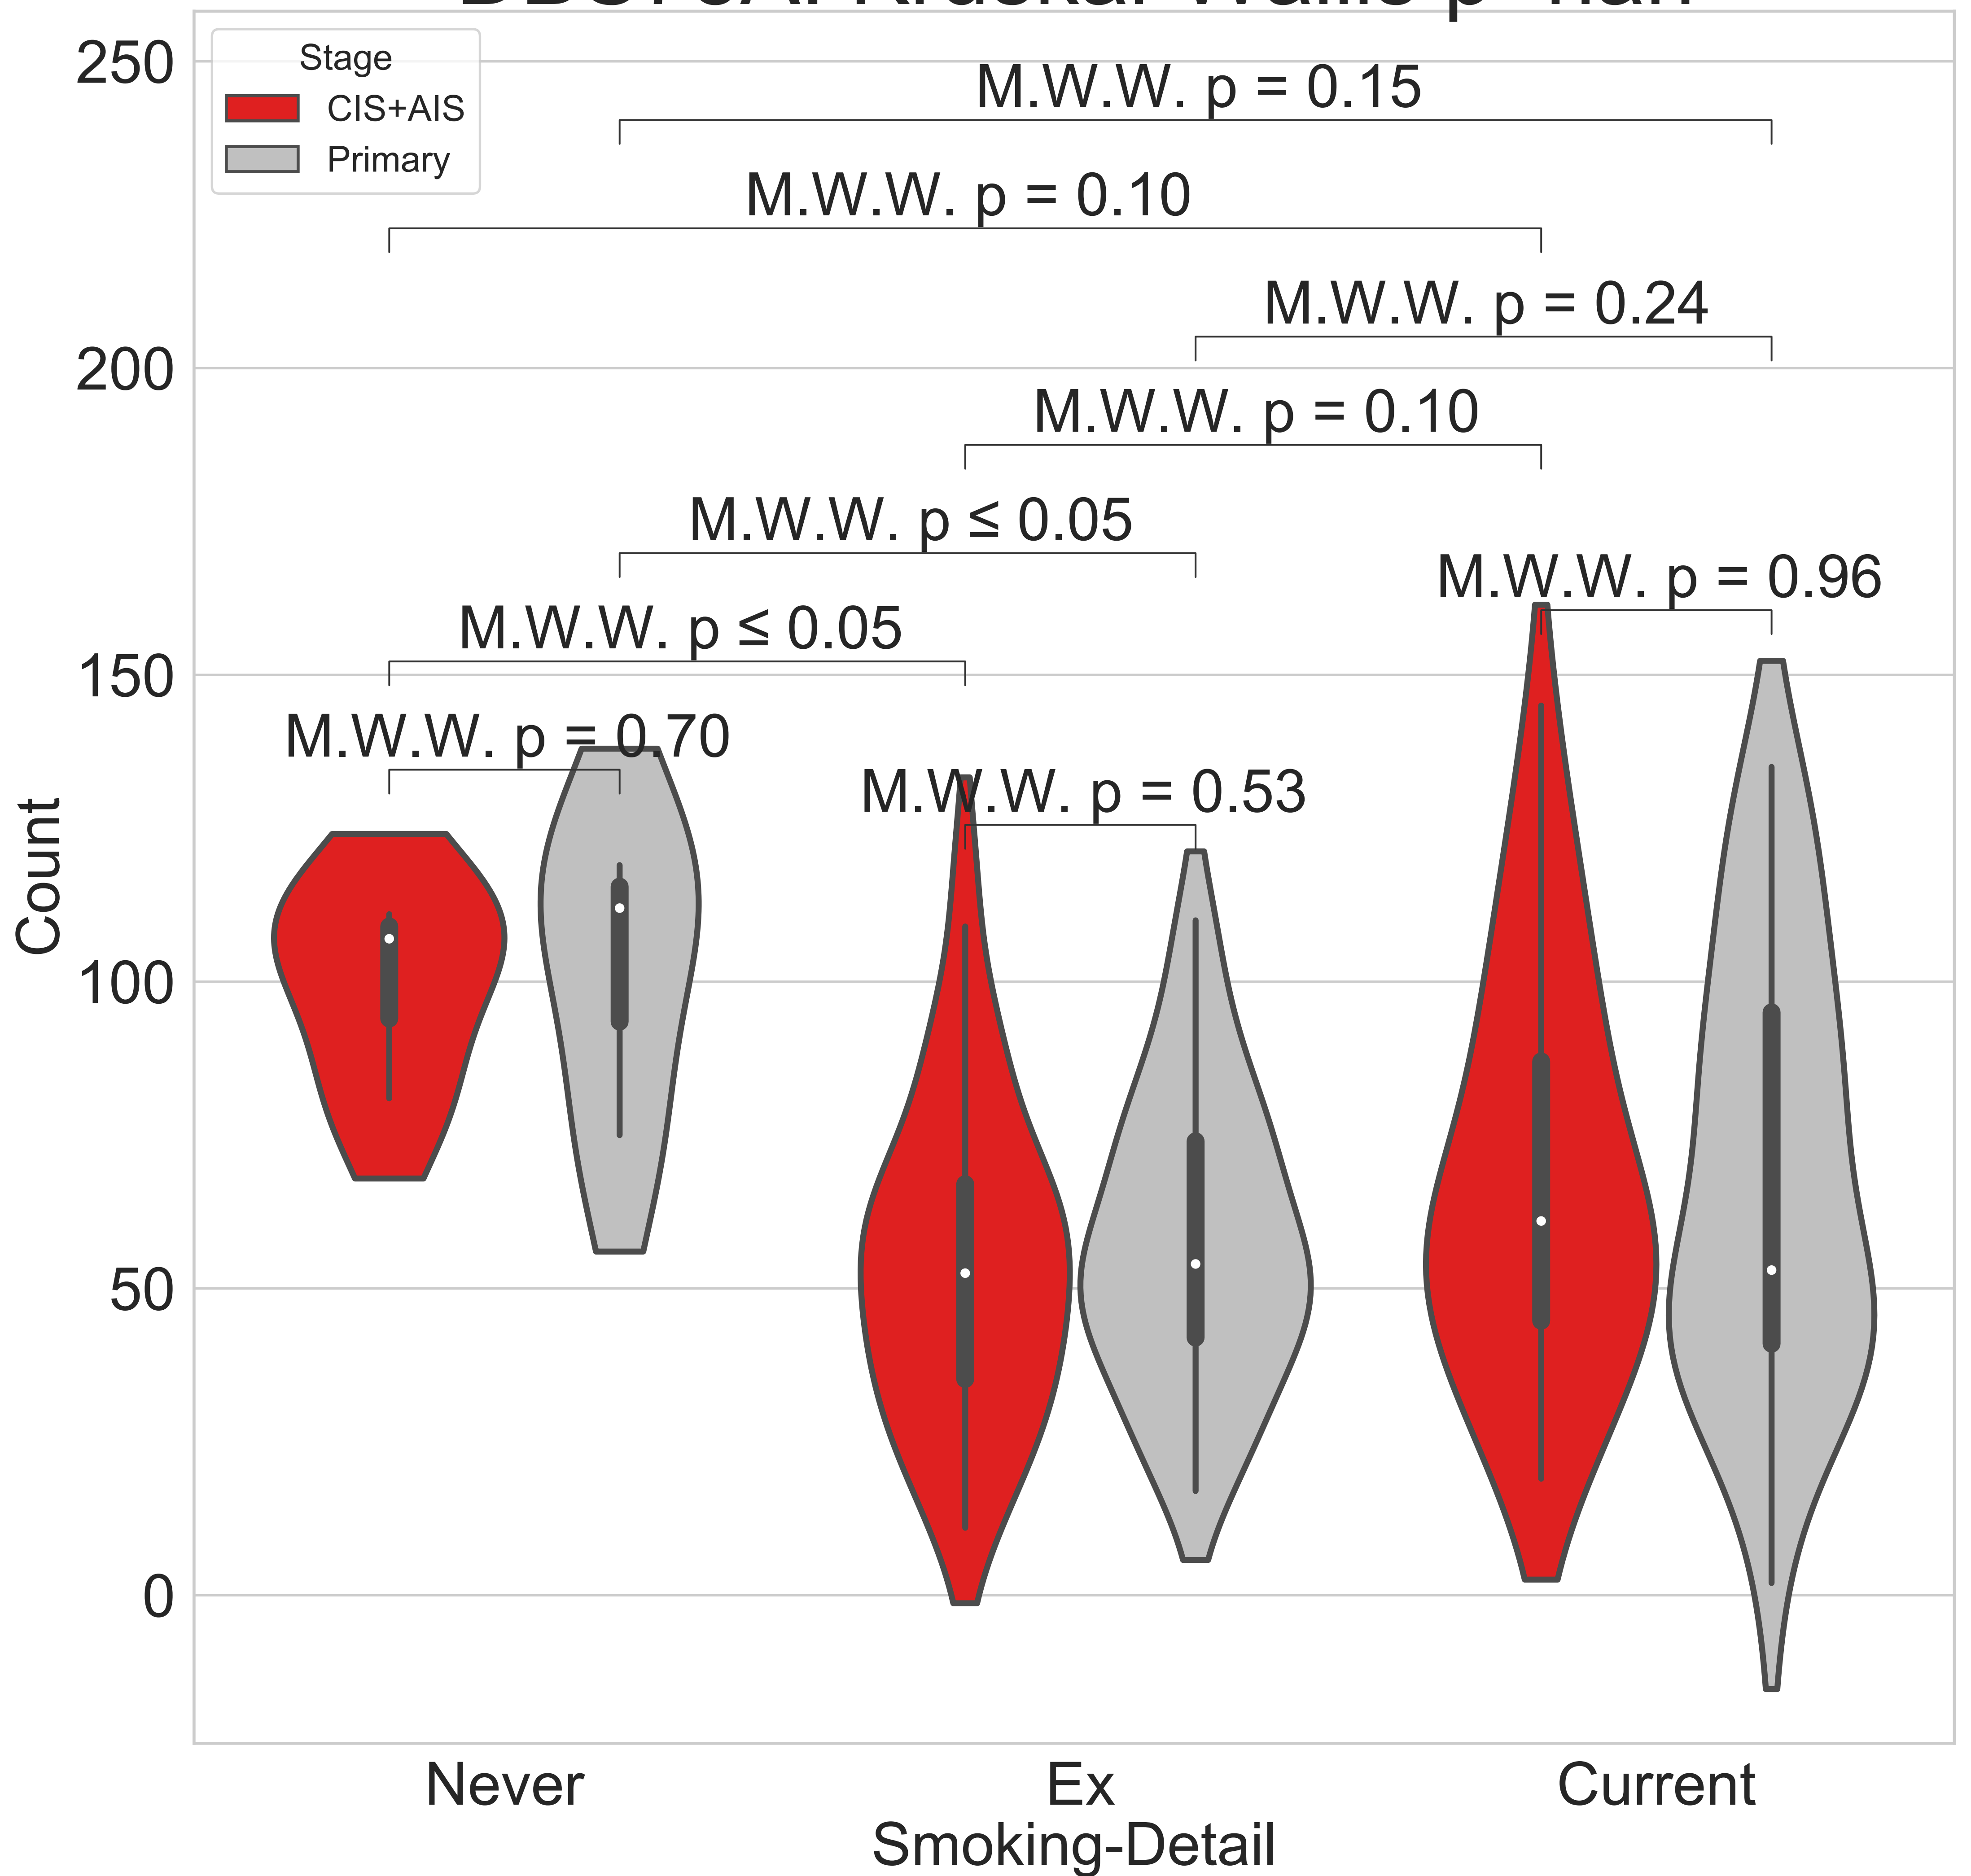 250
Stage
CIS+AIS
Primary
M.W.W. p = 0.15
M.W.W. p = 0.10
M.W.W. p = 0.24
200
M.W.W. p = 0.10
M.W.W. p ≤ 0.05
M.W.W. p = 0.96
M.W.W. p ≤ 0.05
150
M.W.W. p = 0.70
M.W.W. p = 0.53
Count
100
50
0
Never
Ex
Current
Smoking-Detail